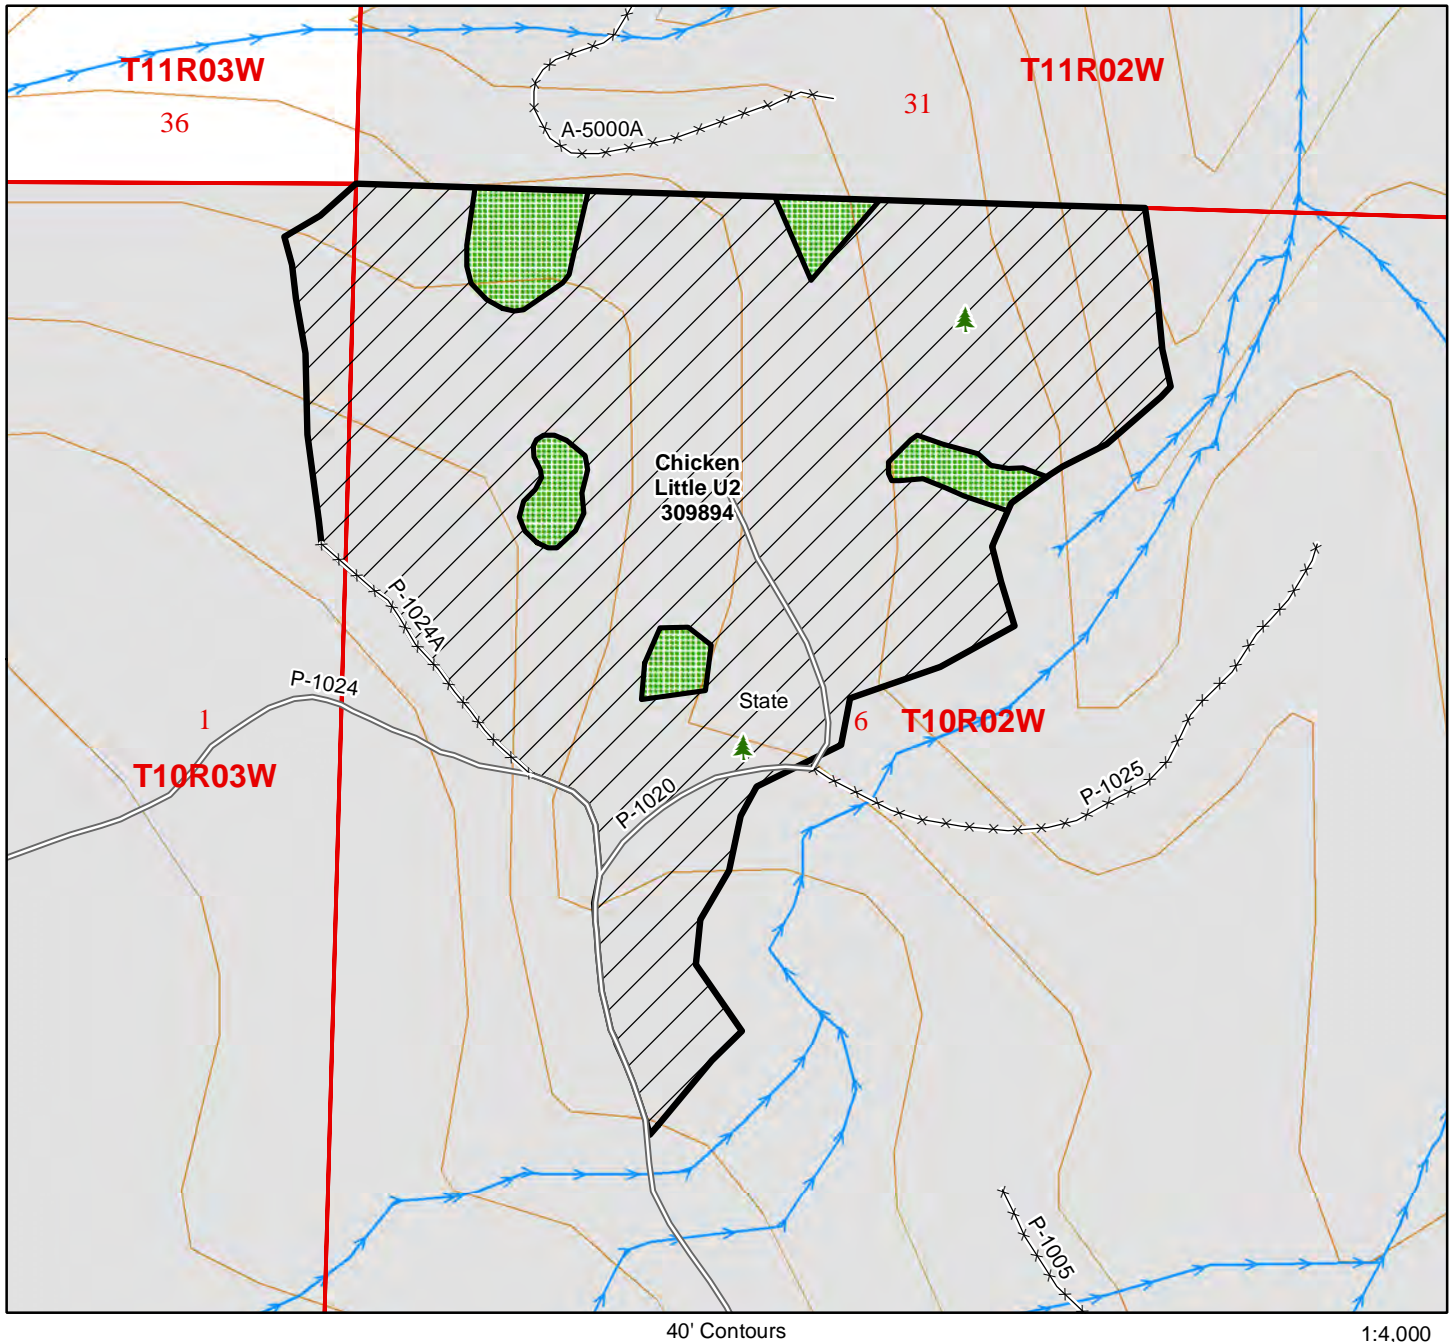 T11R03W
T11R02W
36
31
A-5000A
Chicken
Little U2
309894
P-1024A
P-1024
State
1
6
T10R02W
T10R03W
P-1020
P-1025
P-1005
40' Contours
1:4,000